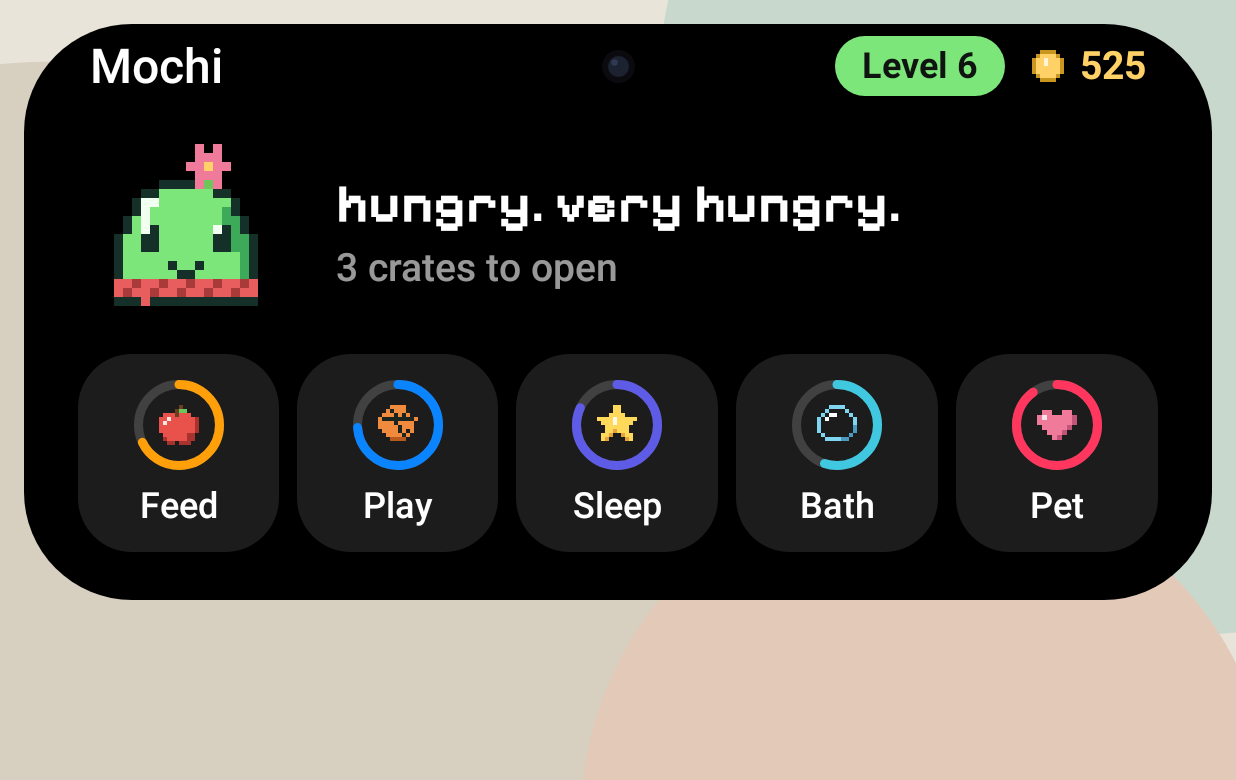 Mochi
Level 6
525
hungry. very hungry.
3 crates to open
Feed
Play
Sleep
Bath
Pet